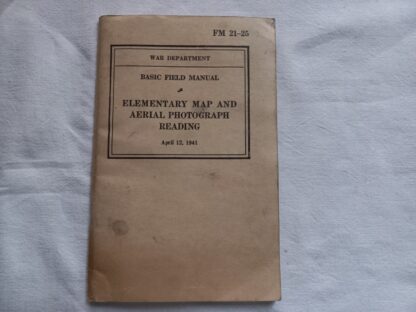 FM 21-25
WAR DEPARTMENT
BASIC FIELD MANUAL
ELEMENTARY MAP AND
AERIAL PHOTOGRAPH
READING
April 12, 1941